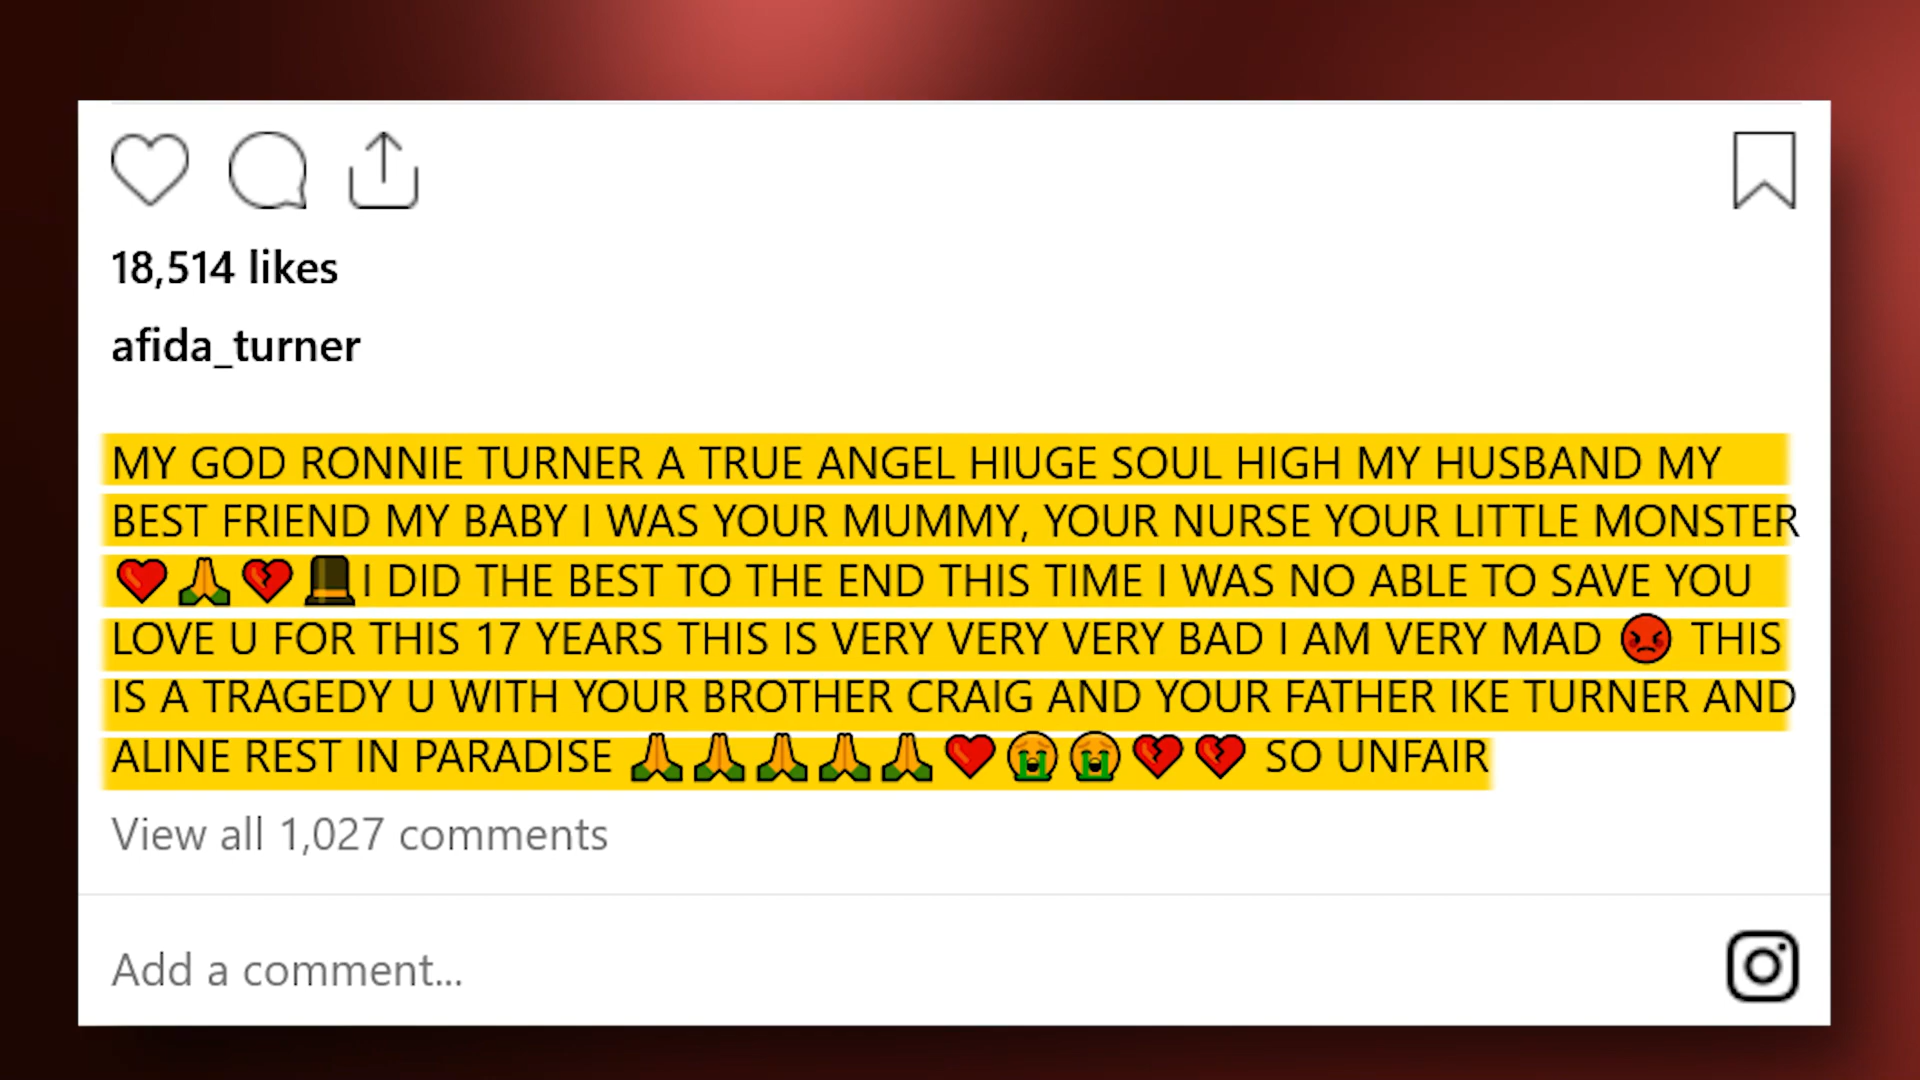 18,514 likes
afida_turner
MY GOD RONNIE TURNER A TRUE ANGEL HIUGE SOUL HIGH MY HUSBAND MY
BEST FRIEND MY BABY I WAS YOUR MUMMY, YOUR NURSE YOUR LITTLE MONSTER
❤️🙏💔🎩I DID THE BEST TO THE END THIS TIME I WAS NO ABLE TO SAVE YOU
LOVE U FOR THIS 17 YEARS THIS IS VERY VERY VERY BAD I AM VERY MAD 😡 THIS
IS A TRAGEDY U WITH YOUR BROTHER CRAIG AND YOUR FATHER IKE TURNER AND
ALINE REST IN PARADISE 🙏🙏🙏🙏🙏❤️😭😭💔💔 SO UNFAIR
View all 1,027 comments
Add a comment...